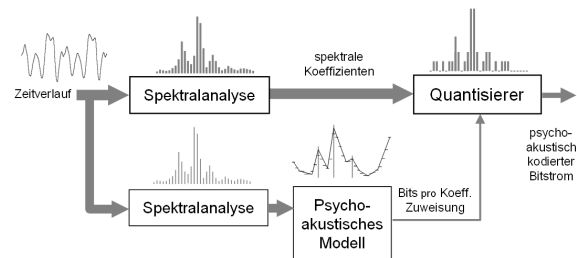 spektrale
Koeffizienten
Zeitverlauf
Spektralanalyse
Quantisierer
psycho-
akustisch
kodierter
Bitstrom
Spektralanalyse
Psycho-
akustisches
Modell
Bits pro Koeff.
Zuweisung